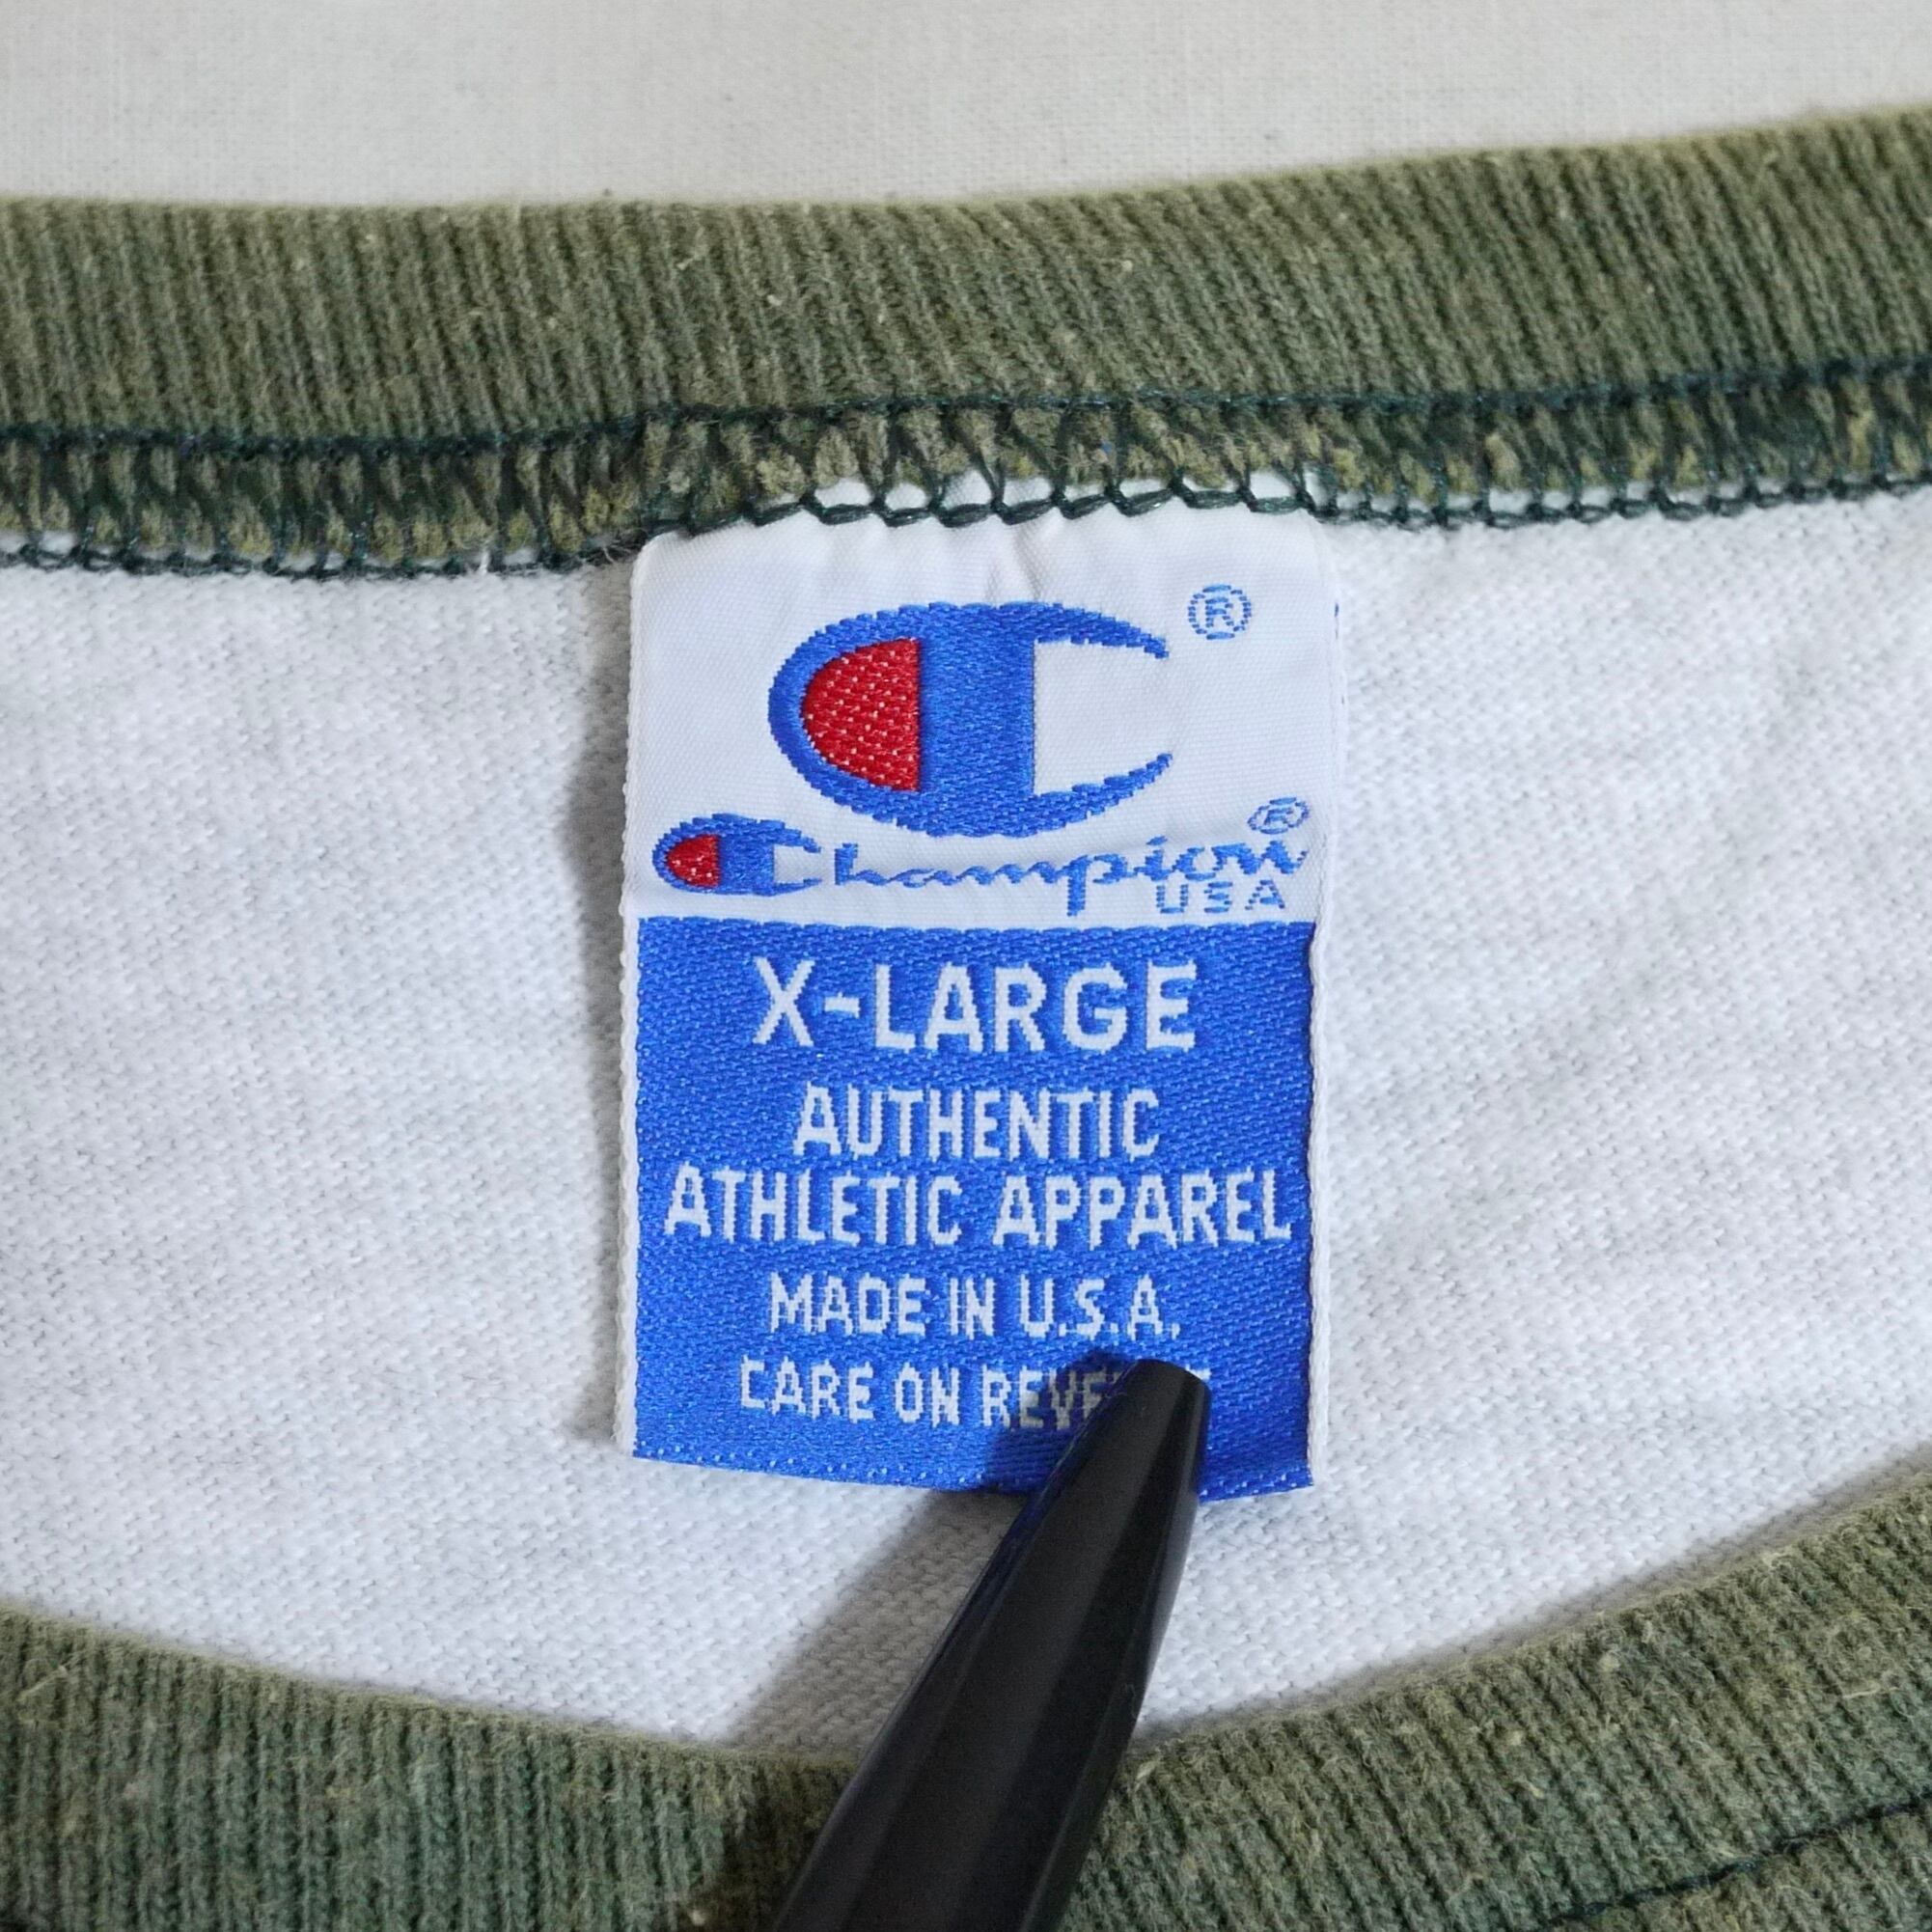 ®
Champion®
USA
X-LARGE
AUTHENTIC
ATHLETIC APPAREL
MADE IN U.S.A.
CARE ON